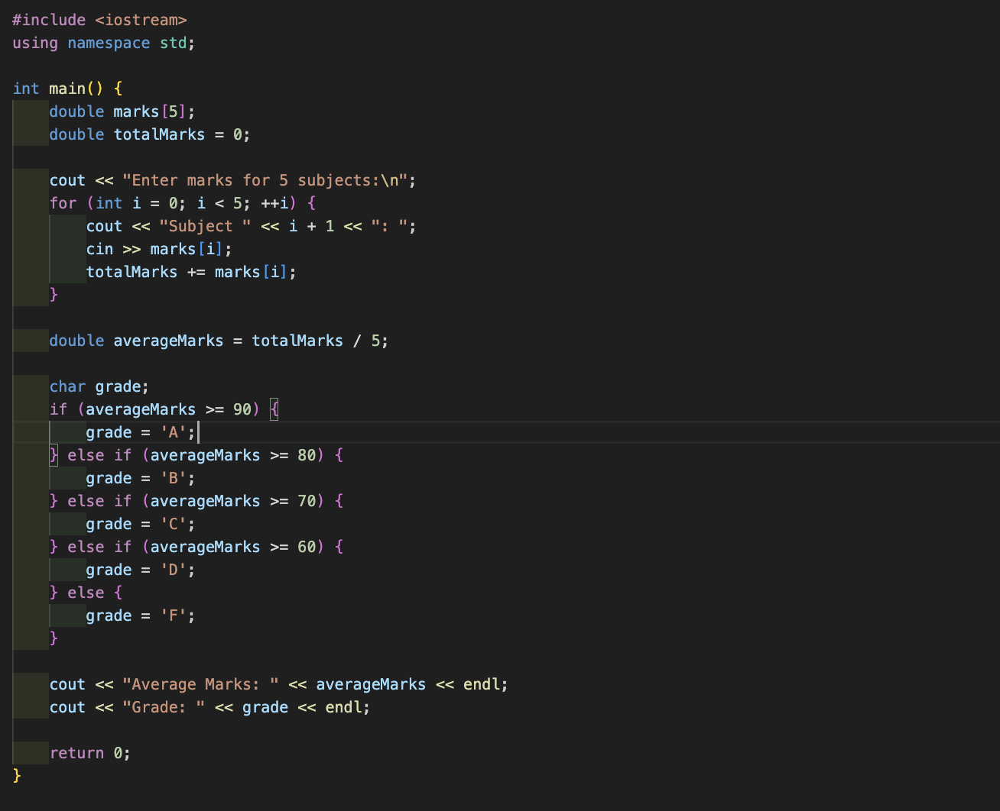 #include <iostream>
using namespace std;

int main() {
    double marks[5];
    double totalMarks = 0;

    cout << "Enter marks for 5 subjects:\n";
    for (int i = 0; i < 5; ++i) {
        cout << "Subject " << i + 1 << ": ";
        cin >> marks[i];
        totalMarks += marks[i];
    }

    double averageMarks = totalMarks / 5;

    char grade;
    if (averageMarks >= 90) {
        grade = 'A';
    } else if (averageMarks >= 80) {
        grade = 'B';
    } else if (averageMarks >= 70) {
        grade = 'C';
    } else if (averageMarks >= 60) {
        grade = 'D';
    } else {
        grade = 'F';
    }

    cout << "Average Marks: " << averageMarks << endl;
    cout << "Grade: " << grade << endl;

    return 0;
}